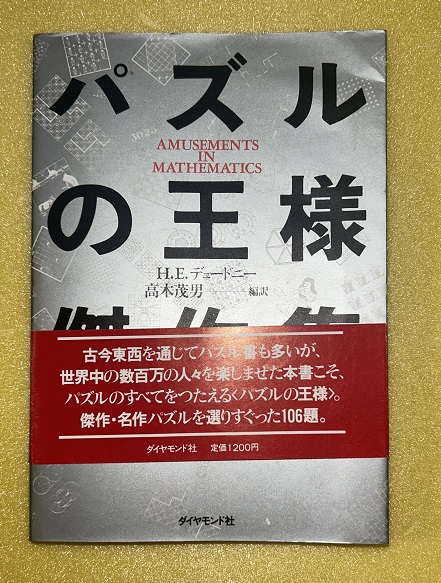 パズル
AMUSEMENTS
IN
MATHEMATICS
の王様
H.E.デュードニー
高木茂男 編訳
傑作集
古今東西を通じてパズル書も多いが、
世界中の数百万の人々を楽しませた本書こそ、
パズルのすべてをつたえる〈パズルの王様〉。
傑作・名作パズルを選りすぐった106題。
ダイヤモンド社 定価1200円
ダイヤモンド社